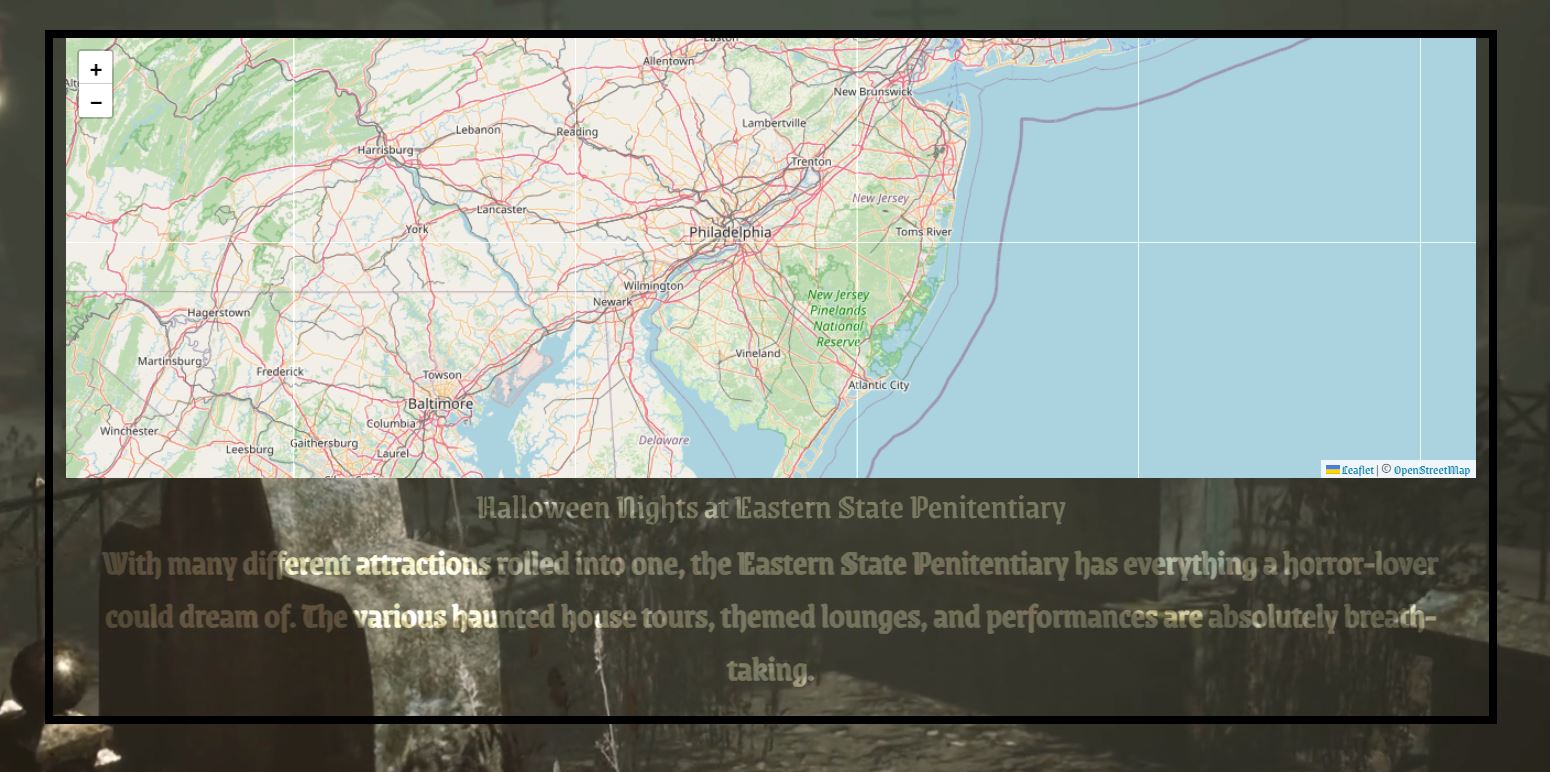 +
−
Easton
Allentown
New Brunswick
Lebanon
Reading
Lambertville
Harrisburg
Trenton
New Jersey
Lancaster
York
Philadelphia
Toms River
Wilmington
Newark
New Jersey
Pinelands
National
Reserve
Hagerstown
Martinsburg
Vineland
Frederick
Towson
Atlantic City
Baltimore
Columbia
Winchester
Gaithersburg
Delaware
Leesburg
Laurel
Leaflet | © OpenStreetMap
Halloween Nights at Eastern State Penitentiary
With many different attractions rolled into one, the Eastern State Penitentiary has everything a horror-lover
could dream of. The various haunted house tours, themed lounges, and performances are absolutely breath-
taking.